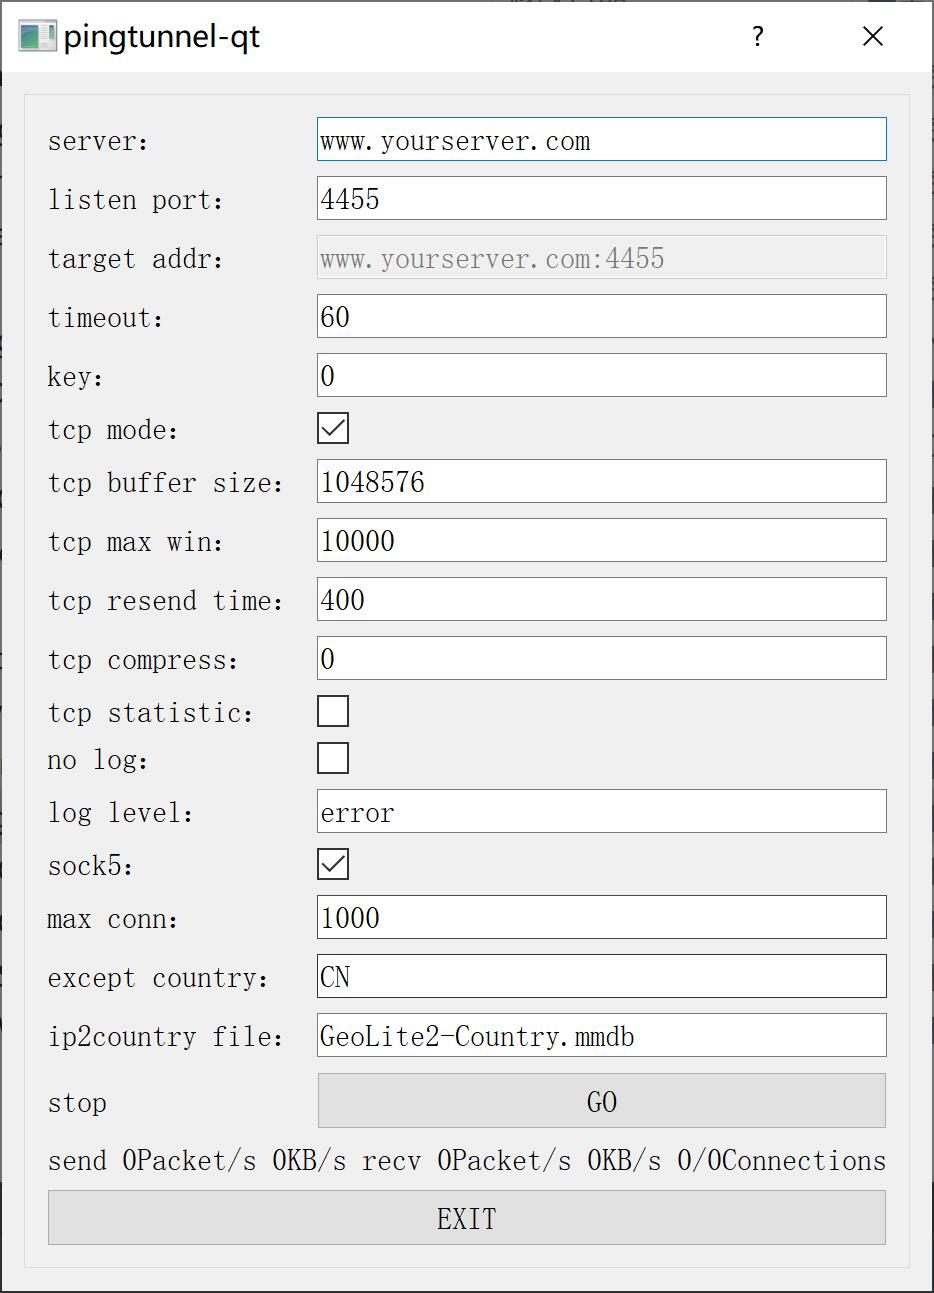 pingtunnel-qt ?
server: www.yourserver.com
listen port: 4455
target addr: www.yourserver.com:4455
timeout: 60
key: 0
tcp mode:
tcp buffer size: 1048576
tcp max win: 10000
tcp resend time: 400
tcp compress: 0
tcp statistic:
no log:
log level: error
sock5:
max conn: 1000
except country: CN
ip2country file: GeoLite2-Country.mmdb
stop GO
send 0Packet/s 0KB/s recv 0Packet/s 0KB/s 0/0Connections
EXIT